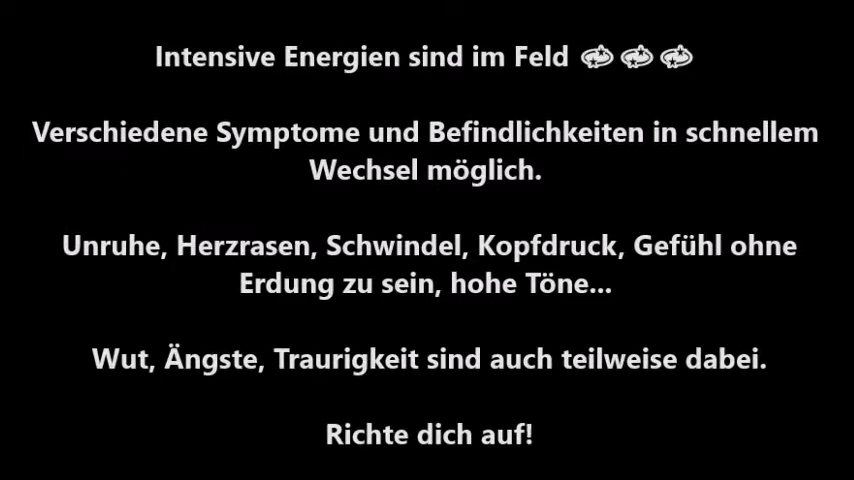 Intensive Energien sind im Feld 💫💫💫
Verschiedene Symptome und Befindlichkeiten in schnellem
Wechsel möglich.
Unruhe, Herzrasen, Schwindel, Kopfdruck, Gefühl ohne
Erdung zu sein, hohe Töne...
Wut, Ängste, Traurigkeit sind auch teilweise dabei.
Richte dich auf!